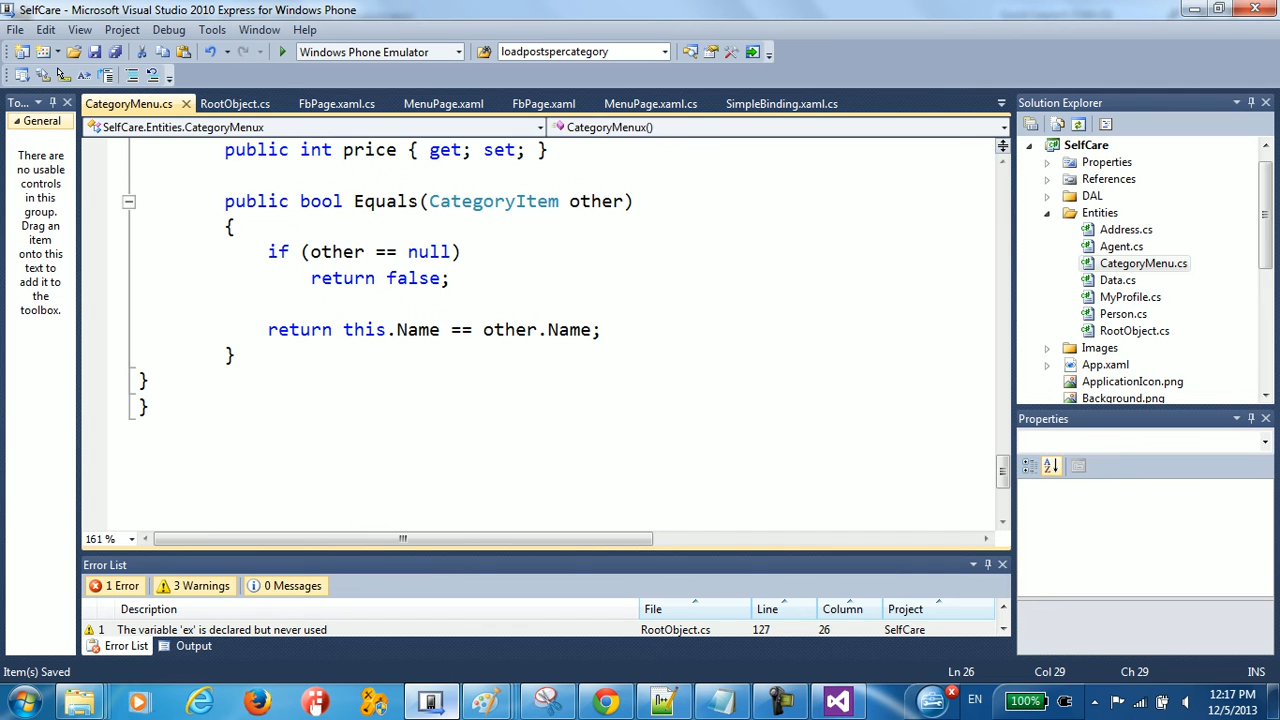 SelfCare - Microsoft Visual Studio 2010 Express for Windows Phone
File Edit View Project Debug Tools Window Help
Windows Phone Emulator loadpostspercategory
To... CategoryMenu.cs RootObject.cs FbPage.xaml.cs MenuPage.xaml FbPage.xaml MenuPage.xaml.cs SimpleBinding.xaml.cs Solution Explorer
General
SelfCare.Entities.CategoryMenux CategoryMenux()
There are
no usable
controls
in this
group.
Drag an
item
onto this
text to
add it to
the
toolbox.
public int price { get; set; }
public bool Equals(CategoryItem other)
{
if (other == null)
return false;
return this.Name == other.Name;
}
}
}
161 %
SelfCare
Properties
References
DAL
Entities
Address.cs
Agent.cs
CategoryMenu.cs
Data.cs
MyProfile.cs
Person.cs
RootObject.cs
Images
App.xaml
ApplicationIcon.png
Background.png
Properties
Error List
1 Error 3 Warnings 0 Messages
Description File Line Column Project
1 The variable 'ex' is declared but never used RootObject.cs 127 26 SelfCare
Error List Output
Item(s) Saved Ln 26 Col 29 Ch 29 INS
EN 100% 12:17 PM
12/5/2013